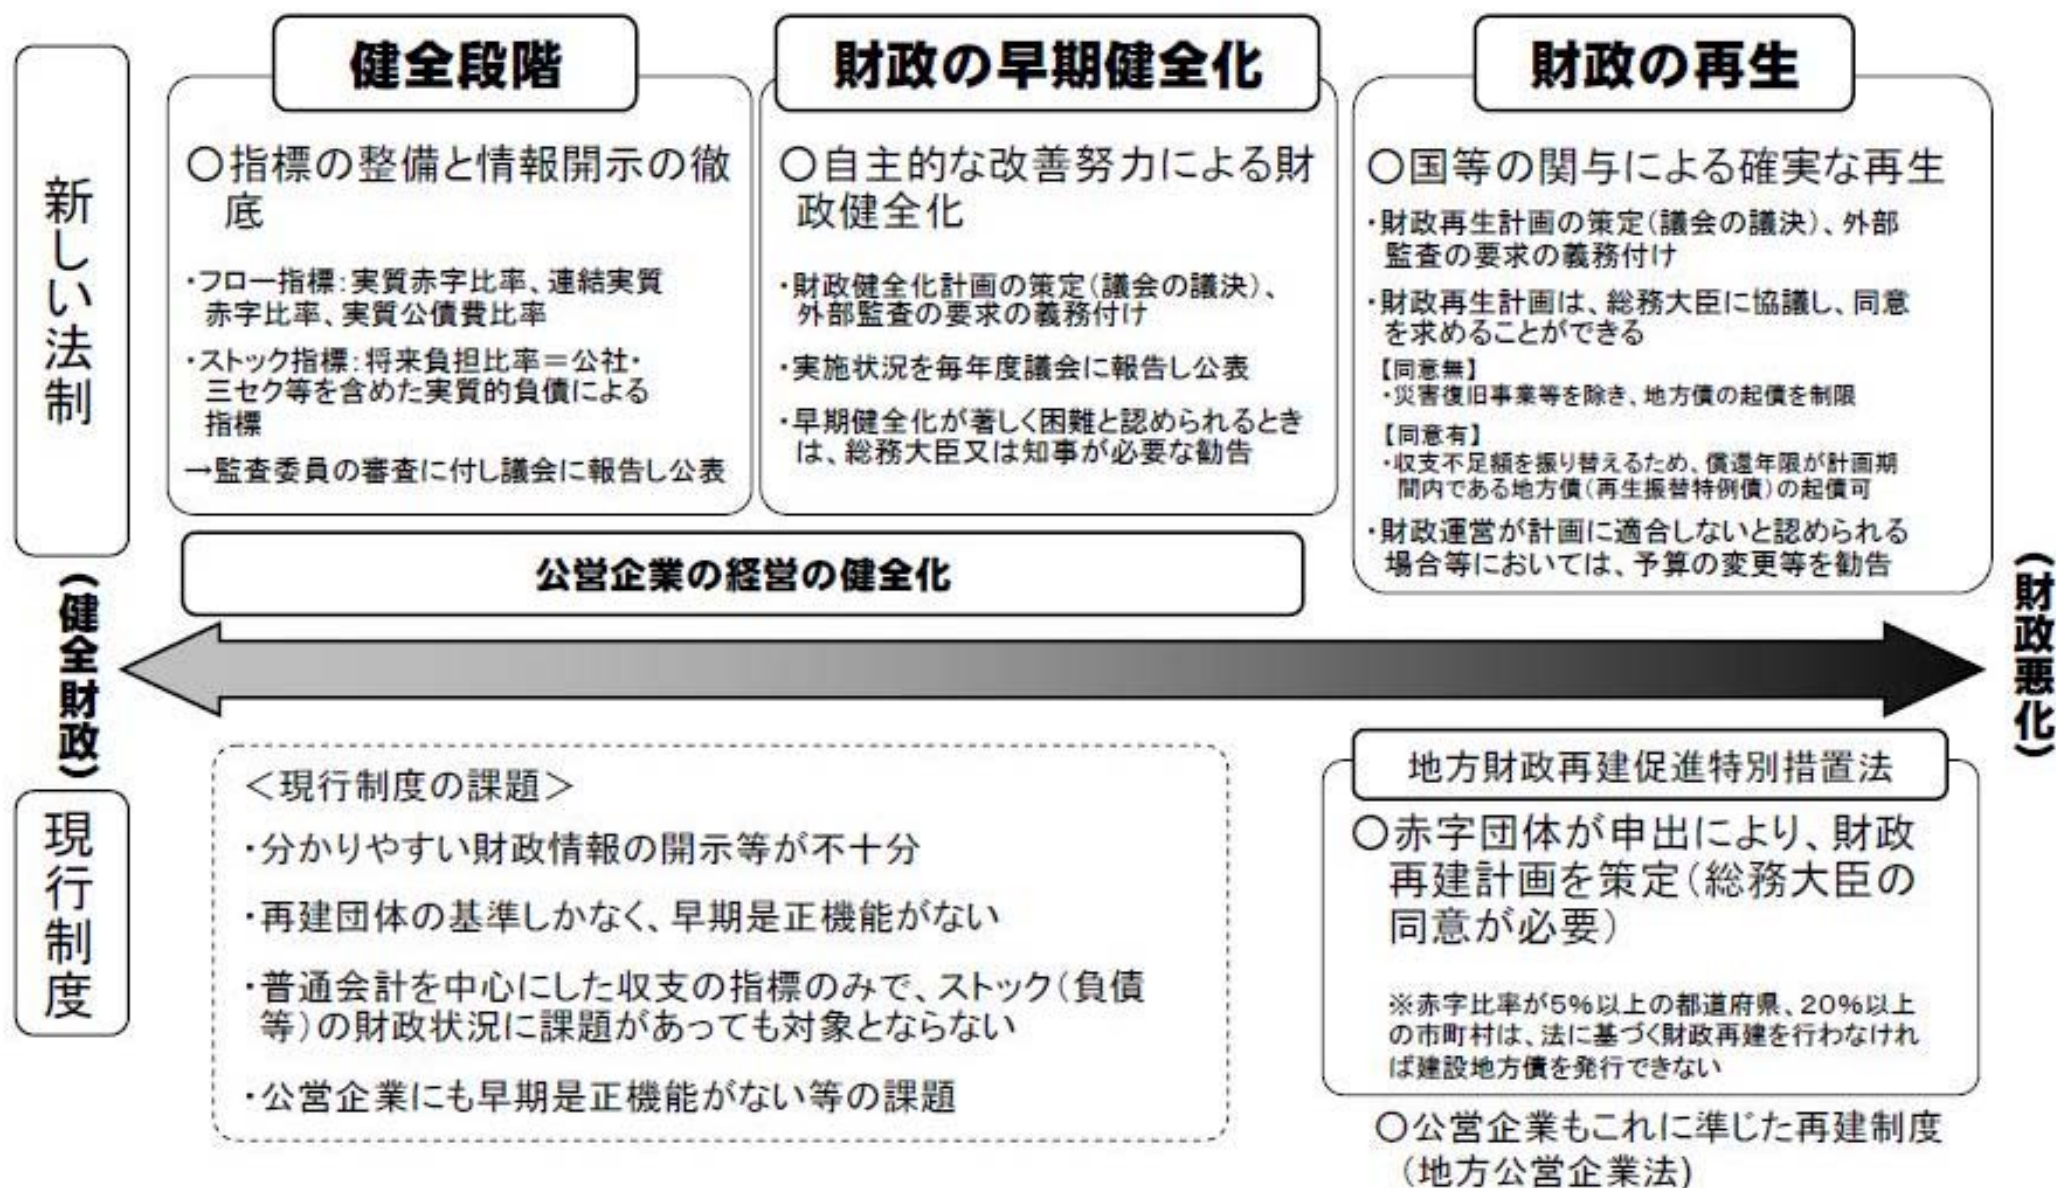 新しい法制
健全段階
〇指標の整備と情報開示の徹
底
・フロー指標：実質赤字比率、連結実質
赤字比率、実質公債費比率
・ストック指標：将来負担比率＝公社・
三セク等を含めた実質的負債による
指標
→監査委員の審査に付し議会に報告し公表
財政の早期健全化
〇自主的な改善努力による財
政健全化
・財政健全化計画の策定（議会の議決）、
外部監査の要求の義務付け
・実施状況を毎年度議会に報告し公表
・早期健全化が著しく困難と認められるとき
は、総務大臣又は知事が必要な勧告
財政の再生
〇国等の関与による確実な再生
・財政再生計画の策定（議会の議決）、外部
監査の要求の義務付け
・財政再生計画は、総務大臣に協議し、同意
を求めることができる
【同意無】
・災害復旧事業等を除き、地方債の起債を制限
【同意有】
・収支不足額を振り替えるため、償還年限が計画期
間内である地方債（再生振替特例債）の起債可
・財政運営が計画に適合しないと認められる
場合等においては、予算の変更等を勧告
公営企業の経営の健全化
（健全財政）
（財政悪化）
現行制度
＜現行制度の課題＞
・分かりやすい財政情報の開示等が不十分
・再建団体の基準しかなく、早期是正機能がない
・普通会計を中心にした収支の指標のみで、ストック（負債
等）の財政状況に課題があっても対象とならない
・公営企業にも早期是正機能がない等の課題
地方財政再建促進特別措置法
〇赤字団体が申出により、財政
再建計画を策定（総務大臣の
同意が必要）
※赤字比率が5%以上の都道府県、20%以上
の市町村は、法に基づく財政再建を行わなけれ
ば建設地方債を発行できない
〇公営企業もこれに準じた再建制度
（地方公営企業法）